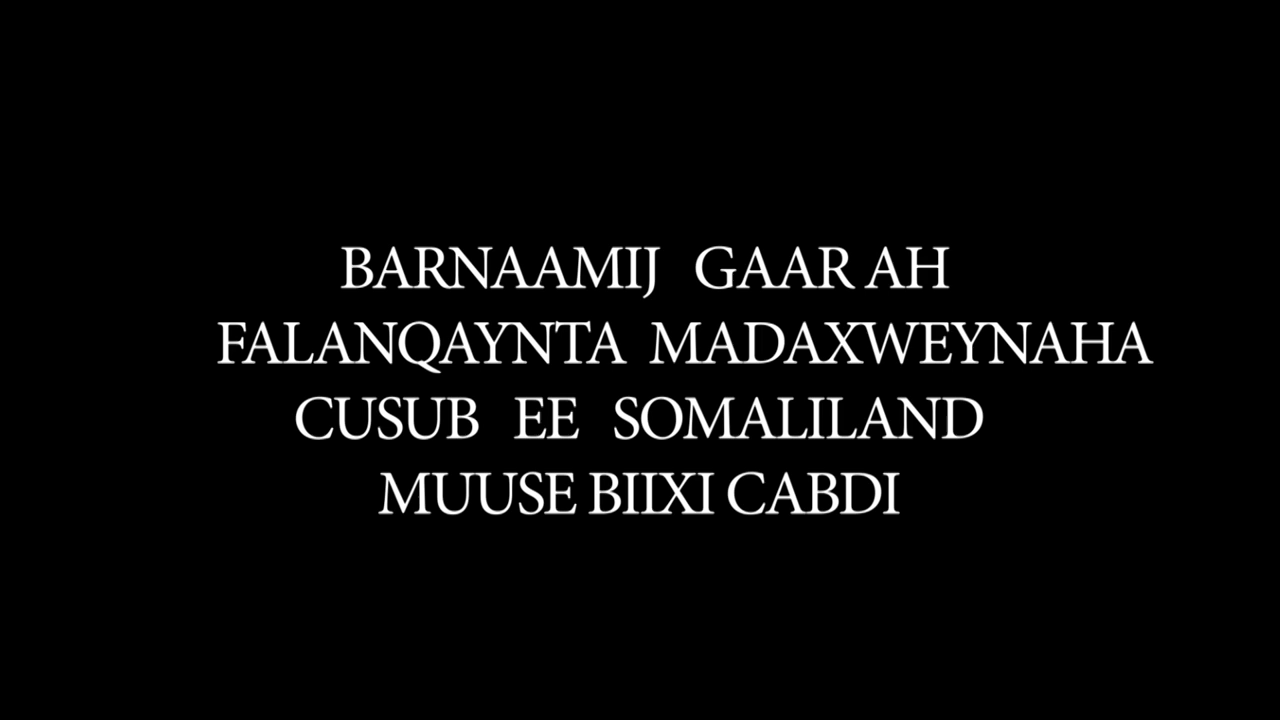 BARNAAMIJ GAAR AH
FALANQAYNTA MADAXWEYNAHA
CUSUB EE SOMALILAND
MUUSE BIIXI CABDI